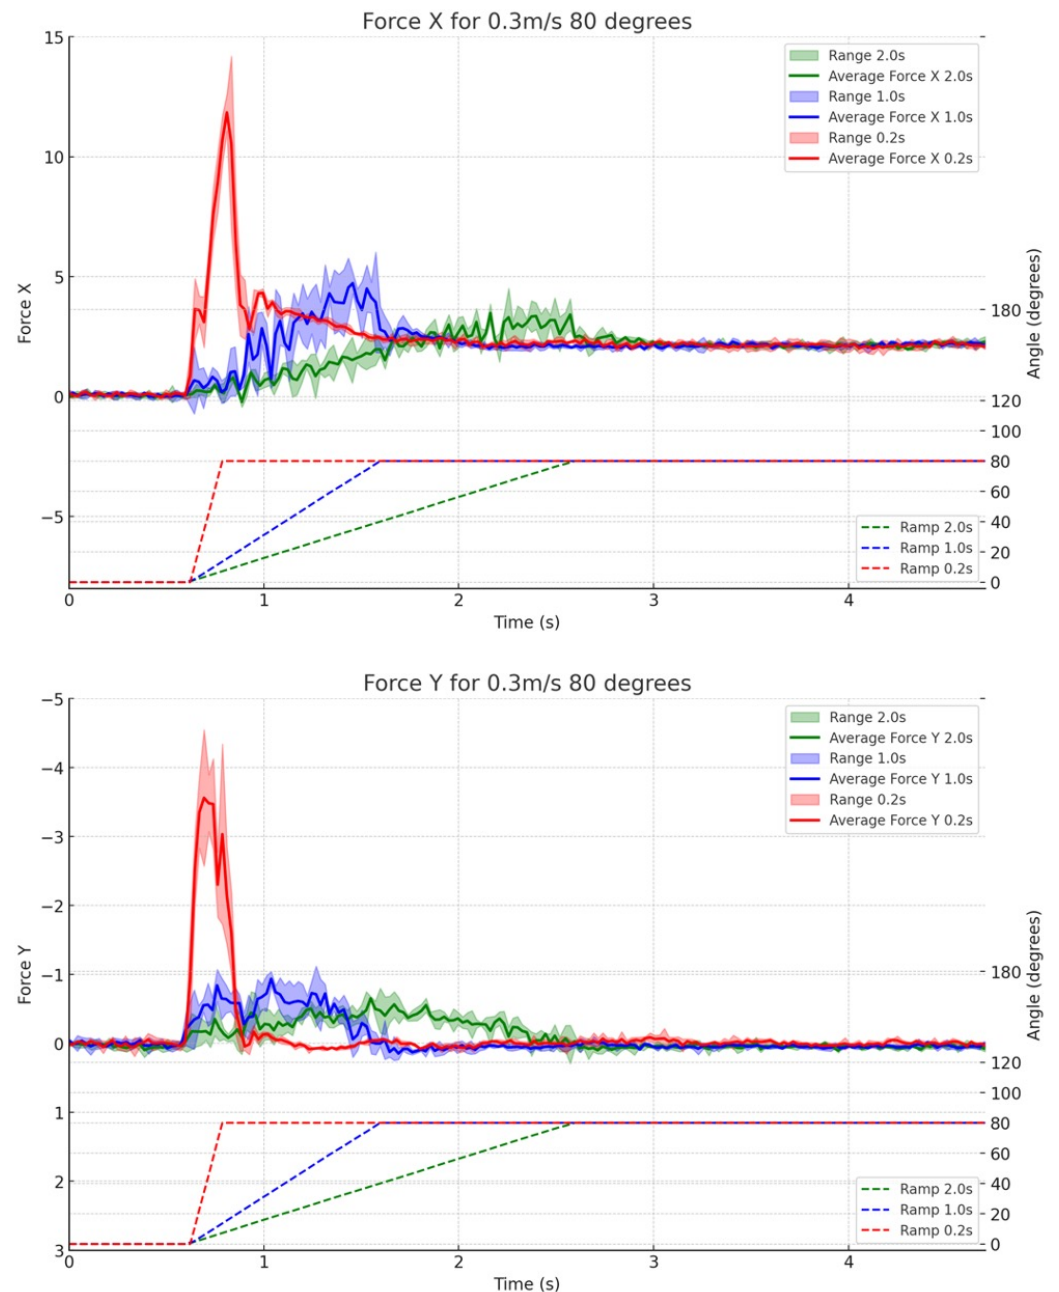 Force X for 0.3m/s 80 degrees
15
10
5
0
−5
Force X
Range 2.0s
Average Force X 2.0s
Range 1.0s
Average Force X 1.0s
Range 0.2s
Average Force X 0.2s
180
120
100
80
60
40
20
0
Angle (degrees)
Ramp 2.0s
Ramp 1.0s
Ramp 0.2s
0 1 2 3 4
Time (s)
Force Y for 0.3m/s 80 degrees
−5
−4
−3
−2
−1
0
1
2
3
Force Y
Range 2.0s
Average Force Y 2.0s
Range 1.0s
Average Force Y 1.0s
Range 0.2s
Average Force Y 0.2s
180
120
100
80
60
40
20
0
Angle (degrees)
Ramp 2.0s
Ramp 1.0s
Ramp 0.2s
0 1 2 3 4
Time (s)